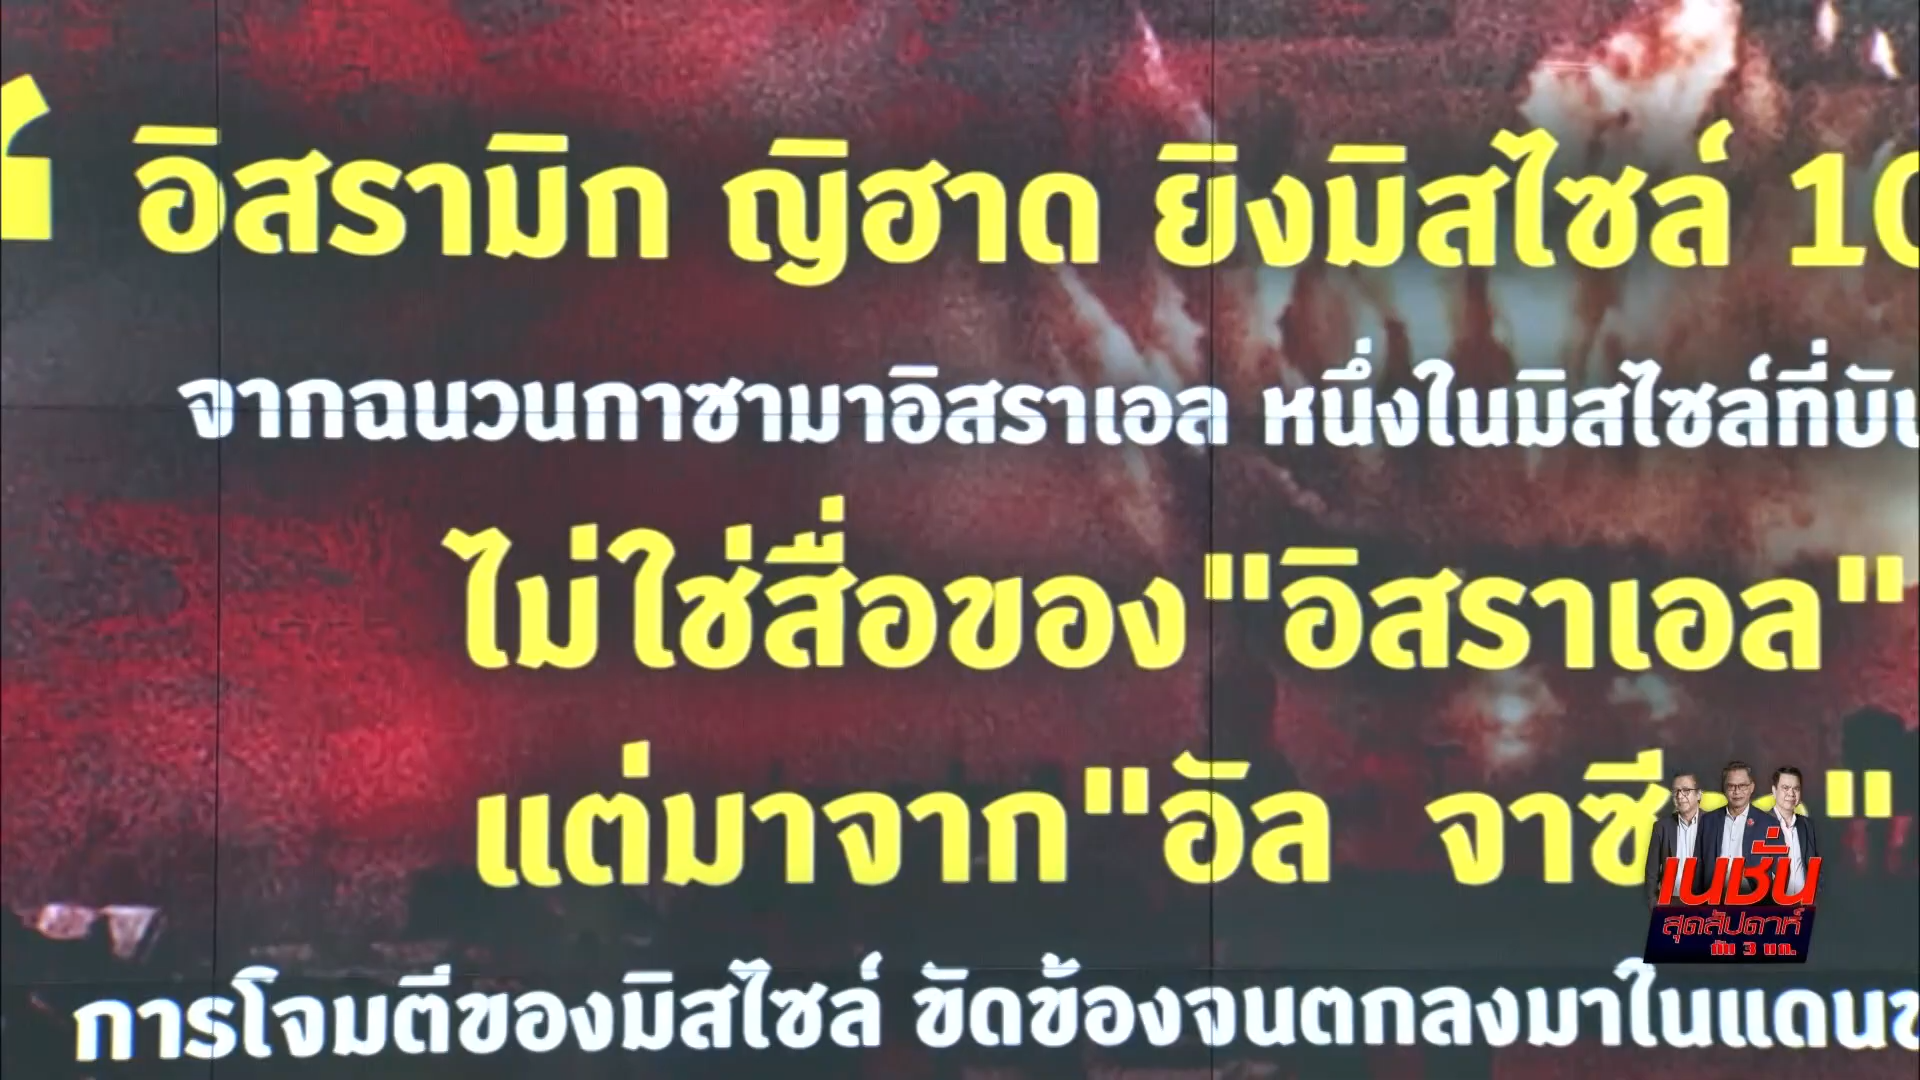 อิสรามิก ญิฮาด ยิงมิสไซล์ 10
จากฉนวนกาซามาอิสราเอล หนึ่งในมิสไซล์ที่
ไม่ใช่สื่อของ"อิสราเอล"
แต่มาจาก"อัล จาซี"
การโจมตีของมิสไซล์ ขัดข้องจนตกลงมาในแดน
เนชั่น
สุดสัปดาห์
กับ 3 บก.